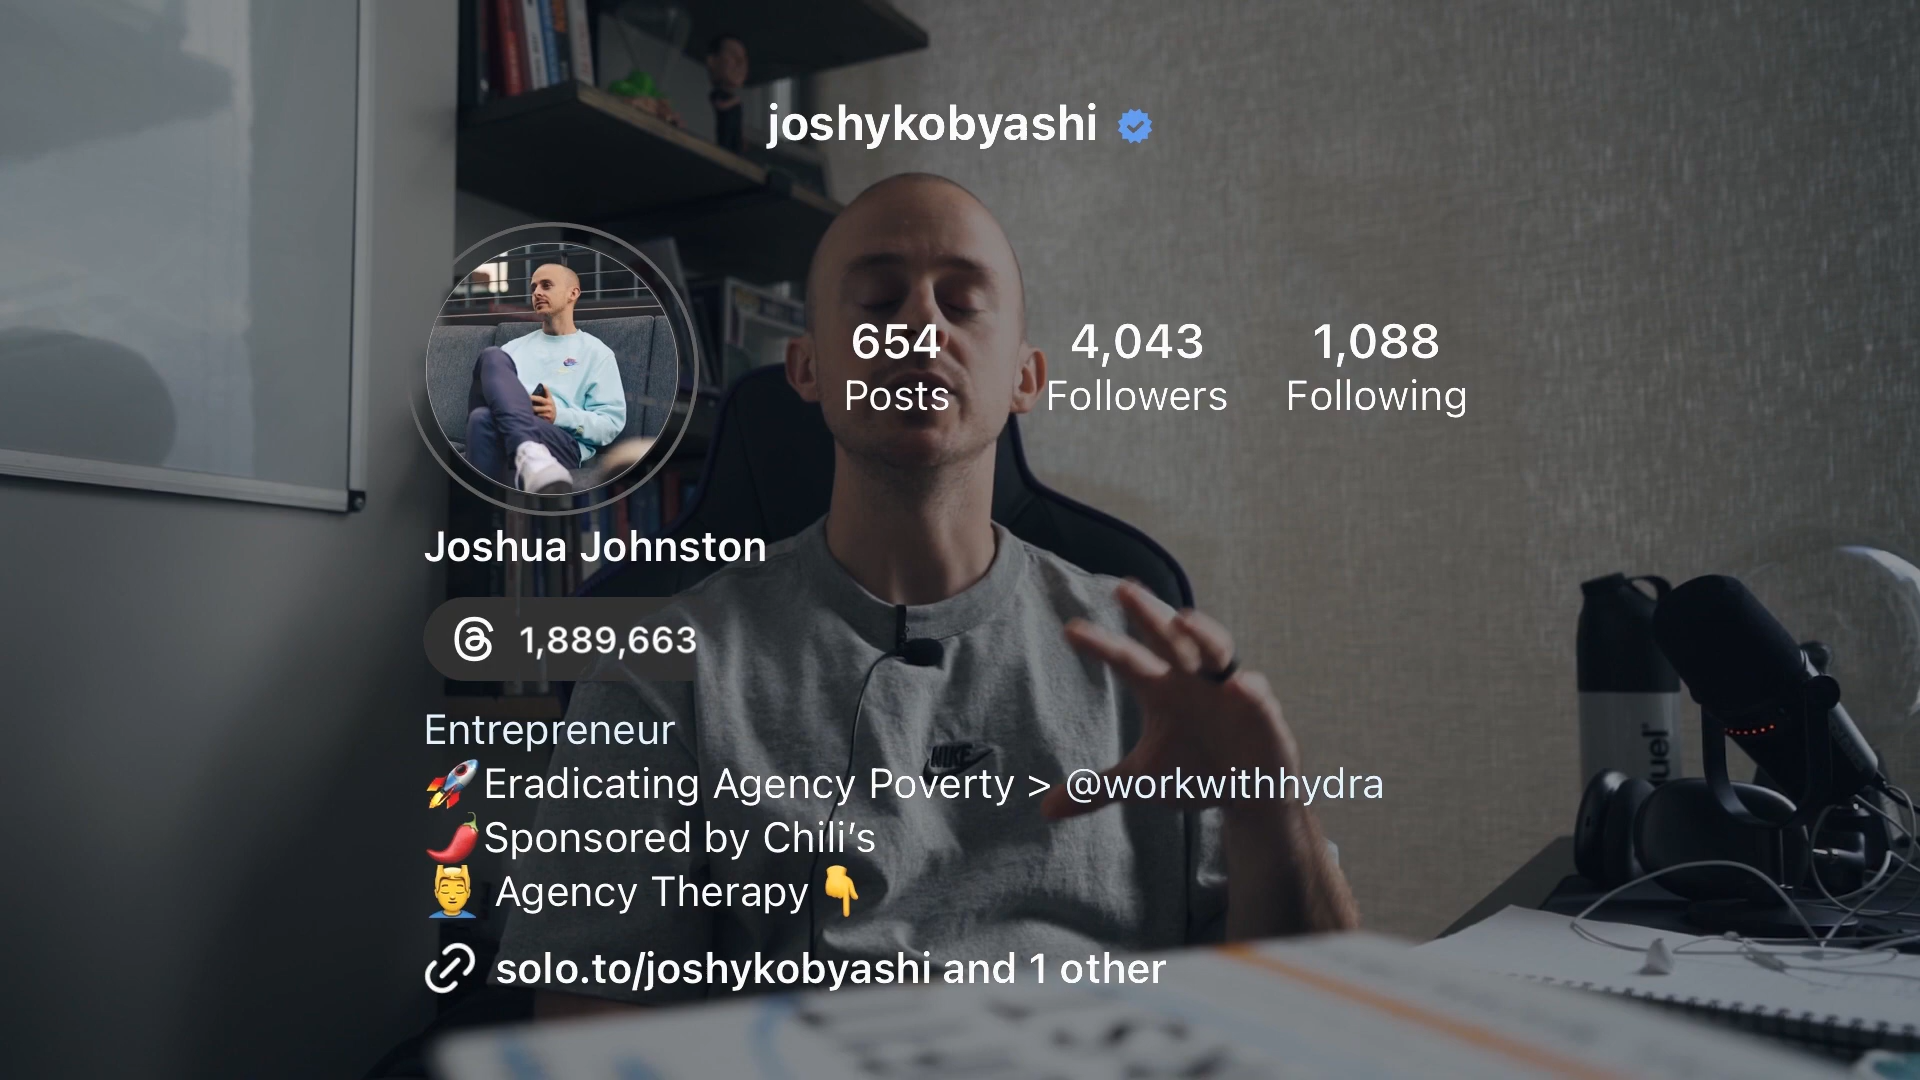 joshykobyashi
654 4,043 1,088
Posts Followers Following
Joshua Johnston
1,889,663
Entrepreneur
🚀Eradicating Agency Poverty > @workwithhydra
🌶️Sponsored by Chili’s
💆‍♂️ Agency Therapy 👇
solo.to/joshykobyashi and 1 other
NIKE